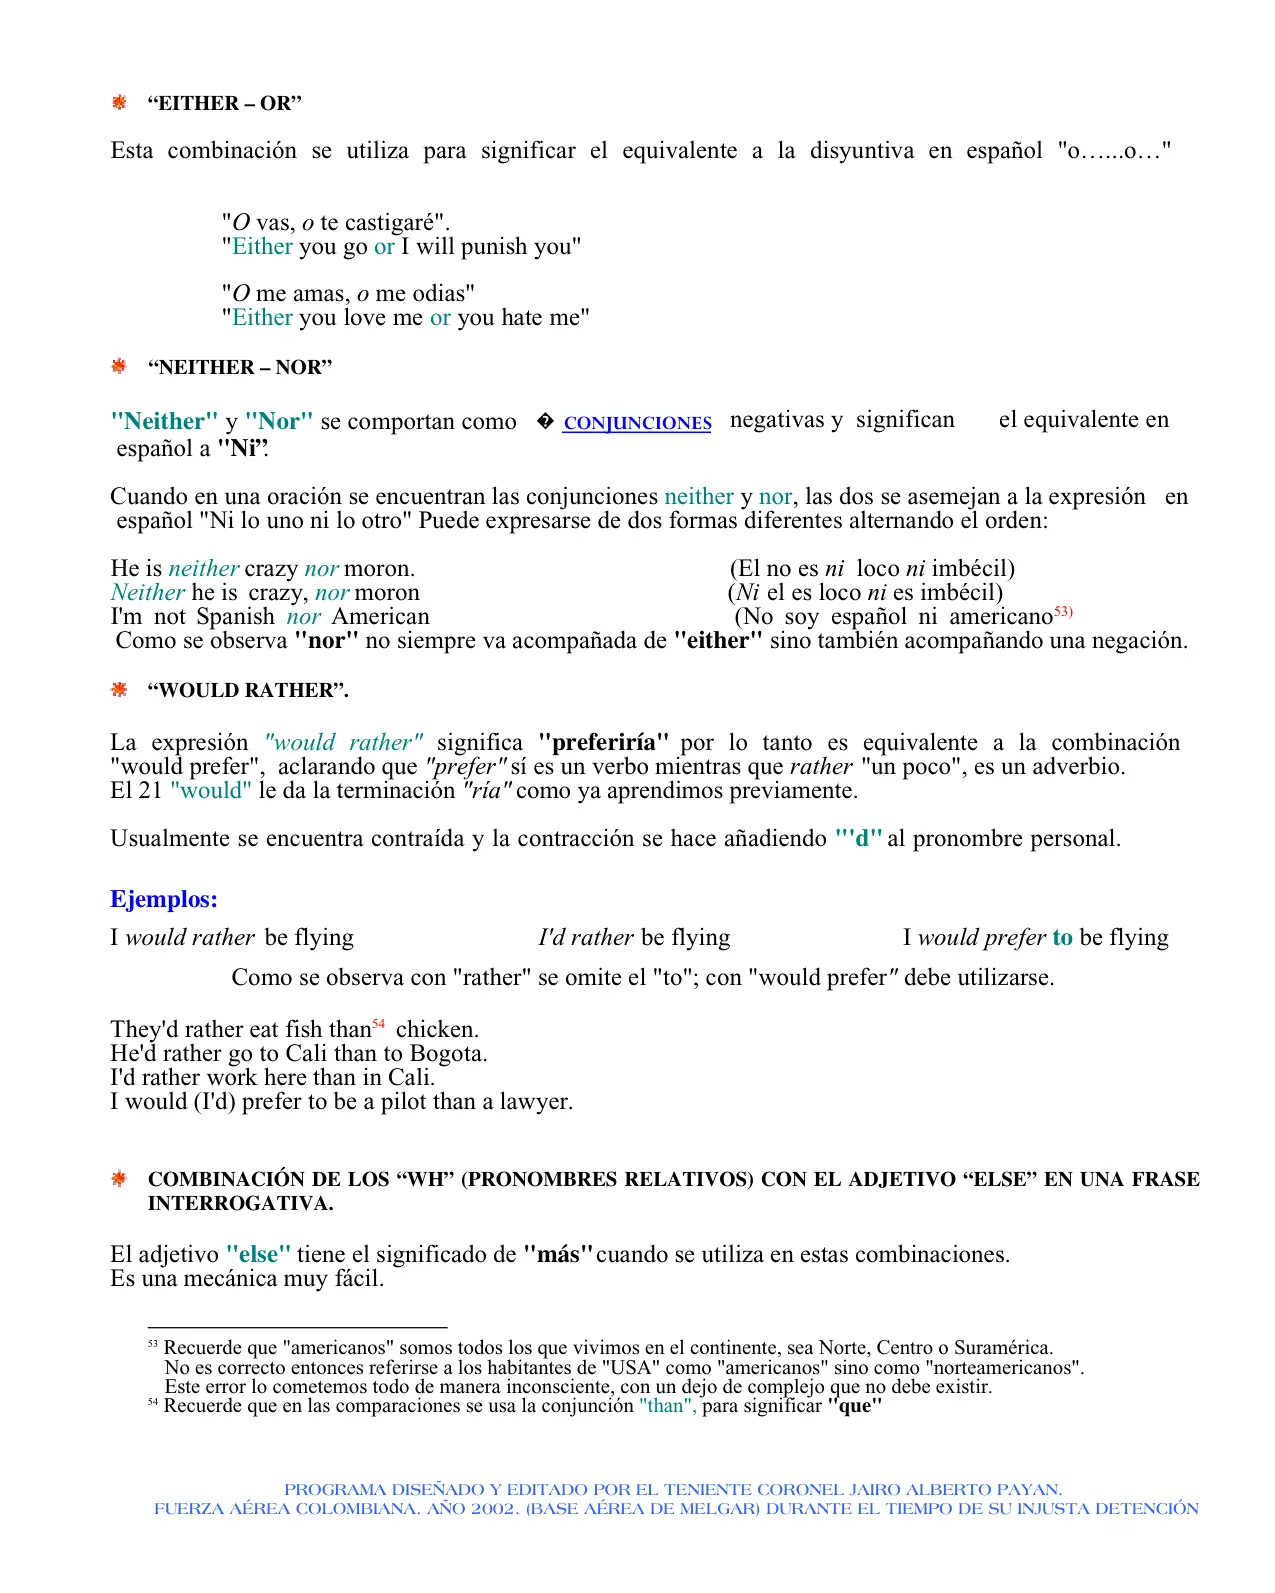 “EITHER – OR”
Esta combinación se utiliza para significar el equivalente a la disyuntiva en español "o…...o…"
"O vas, o te castigaré".
"Either you go or I will punish you"
"O me amas, o me odias"
"Either you love me or you hate me"
“NEITHER – NOR”
"Neither" y "Nor" se comportan como � CONJUNCIONES negativas y significan el equivalente en
español a "Ni”.
Cuando en una oración se encuentran las conjunciones neither y nor, las dos se asemejan a la expresión en
español "Ni lo uno ni lo otro" Puede expresarse de dos formas diferentes alternando el orden:
He is neither crazy nor moron. (El no es ni loco ni imbécil)
Neither he is crazy, nor moron (Ni el es loco ni es imbécil)
I'm not Spanish nor American (No soy español ni americano53)
Como se observa "nor" no siempre va acompañada de "either" sino también acompañando una negación.
“WOULD RATHER”.
La expresión "would rather" significa "preferiría" por lo tanto es equivalente a la combinación
"would prefer", aclarando que "prefer" sí es un verbo mientras que rather "un poco", es un adverbio.
El 21 "would" le da la terminación "ría" como ya aprendimos previamente.
Usualmente se encuentra contraída y la contracción se hace añadiendo "'d" al pronombre personal.
Ejemplos:
I would rather be flying I'd rather be flying I would prefer to be flying
Como se observa con "rather" se omite el "to"; con "would prefer" debe utilizarse.
They'd rather eat fish than54 chicken.
He'd rather go to Cali than to Bogota.
I'd rather work here than in Cali.
I would (I'd) prefer to be a pilot than a lawyer.
COMBINACIÓN DE LOS “WH” (PRONOMBRES RELATIVOS) CON EL ADJETIVO “ELSE” EN UNA FRASE
INTERROGATIVA.
El adjetivo "else" tiene el significado de "más" cuando se utiliza en estas combinaciones.
Es una mecánica muy fácil.
53 Recuerde que "americanos" somos todos los que vivimos en el continente, sea Norte, Centro o Suramérica.
No es correcto entonces referirse a los habitantes de "USA" como "americanos" sino como "norteamericanos".
Este error lo cometemos todo de manera inconsciente, con un dejo de complejo que no debe existir.
54 Recuerde que en las comparaciones se usa la conjunción "than", para significar "que"
PROGRAMA DISEÑADO Y EDITADO POR EL TENIENTE CORONEL JAIRO ALBERTO PAYAN.
FUERZA AÉREA COLOMBIANA. AÑO 2002. (BASE AÉREA DE MELGAR) DURANTE EL TIEMPO DE SU INJUSTA DETENCIÓN